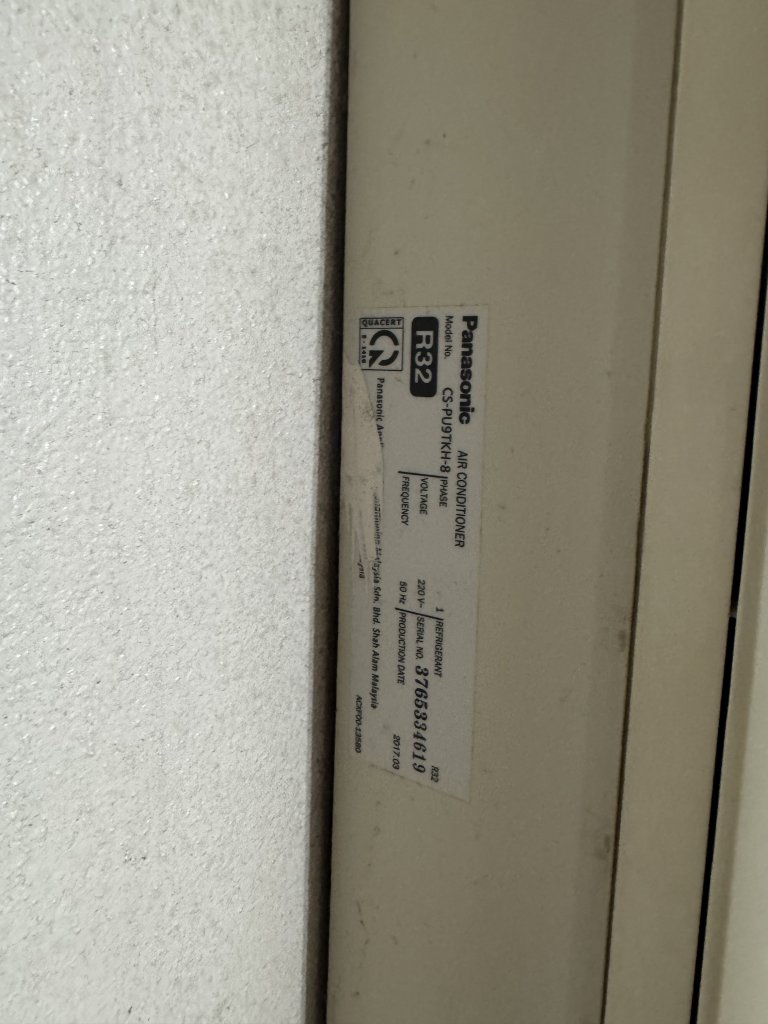 Panasonic AIR CONDITIONER
Model No. CS-PU9TKH-8
R32
QUACERT
PHASE 1
VOLTAGE 220 V~
FREQUENCY 50 Hz
REFRIGERANT R32
SERIAL NO. 3765334619
PRODUCTION DATE 2017.03
Panasonic Malaysia Sdn. Bhd. Shah Alam Malaysia